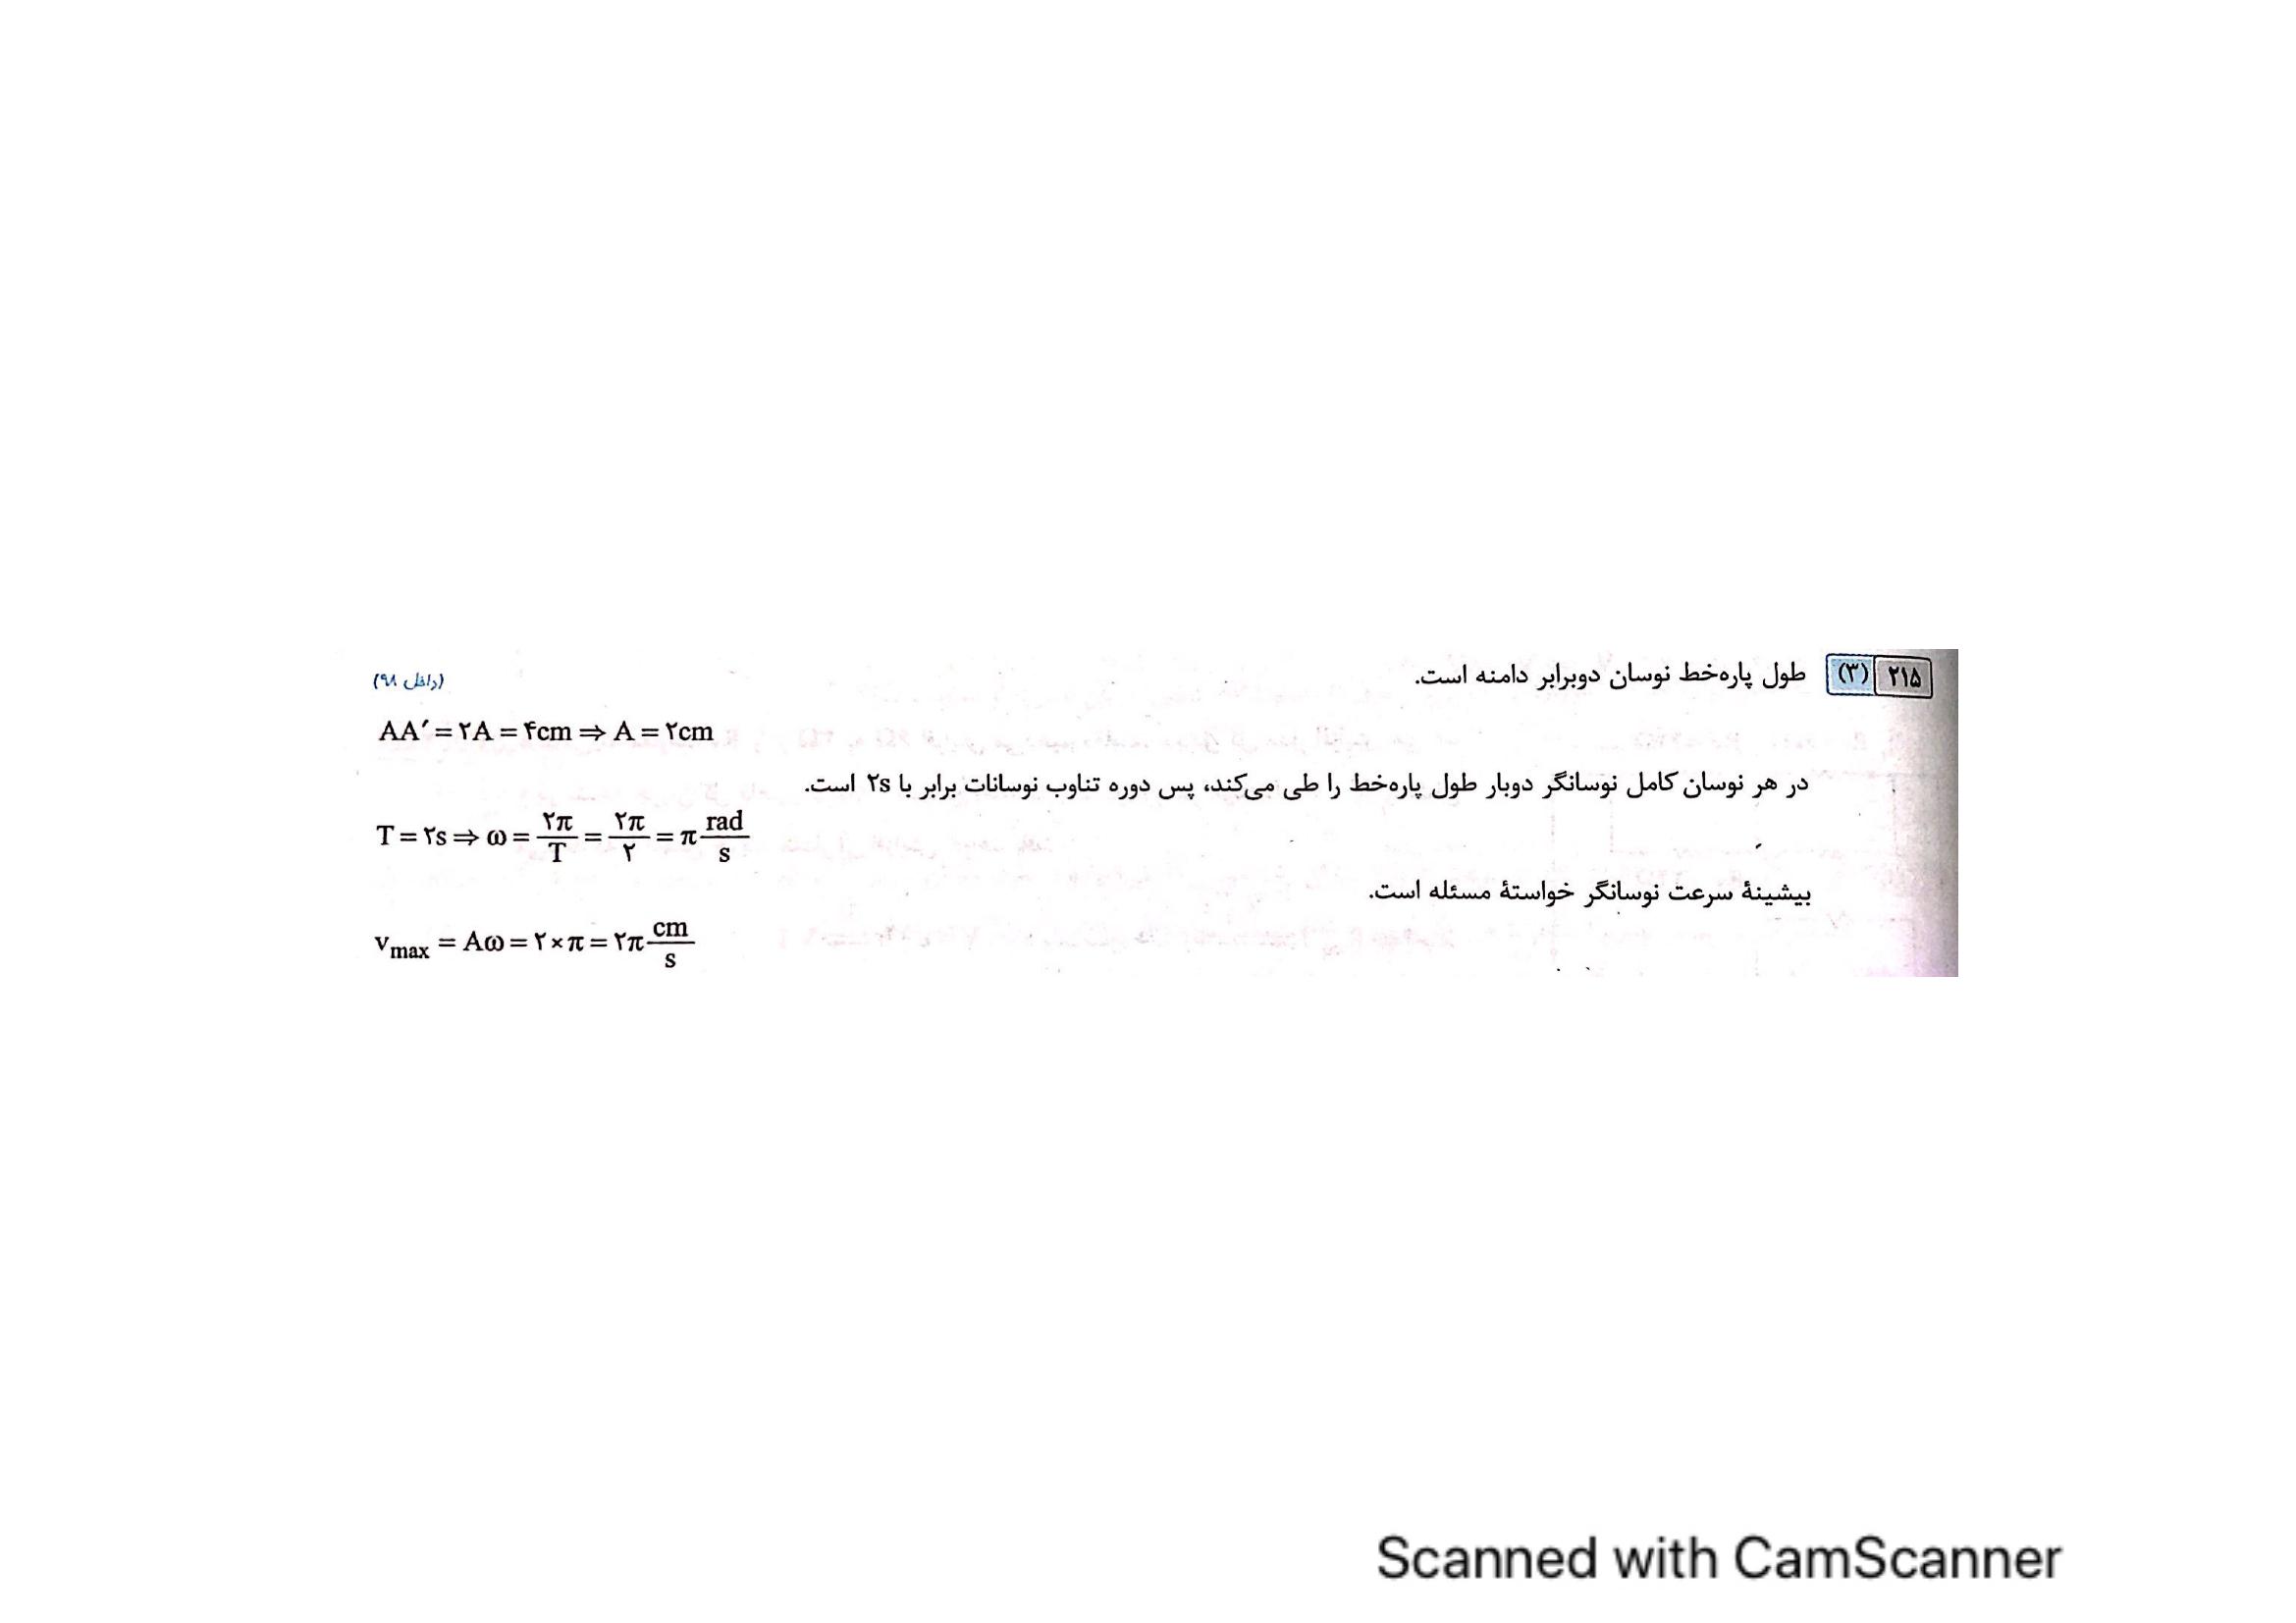 ۲۱۵ (۳) طول پاره‌خط نوسان دوبرابر دامنه است. (داخل ۹۸)
AA′ = ۲A = ۴cm ⇒ A = ۲cm
در هر نوسان کامل نوسانگر دوبار طول پاره‌خط را طی می‌کند، پس دوره تناوب نوسانات برابر با ۲s است.
T = ۲s ⇒ ω = ۲π/T = ۲π/۲ = π rad/s
بیشینهٔ سرعت نوسانگر خواستهٔ مسئله است.
vmax = Aω = ۲ × π = ۲π cm/s
Scanned with CamScanner